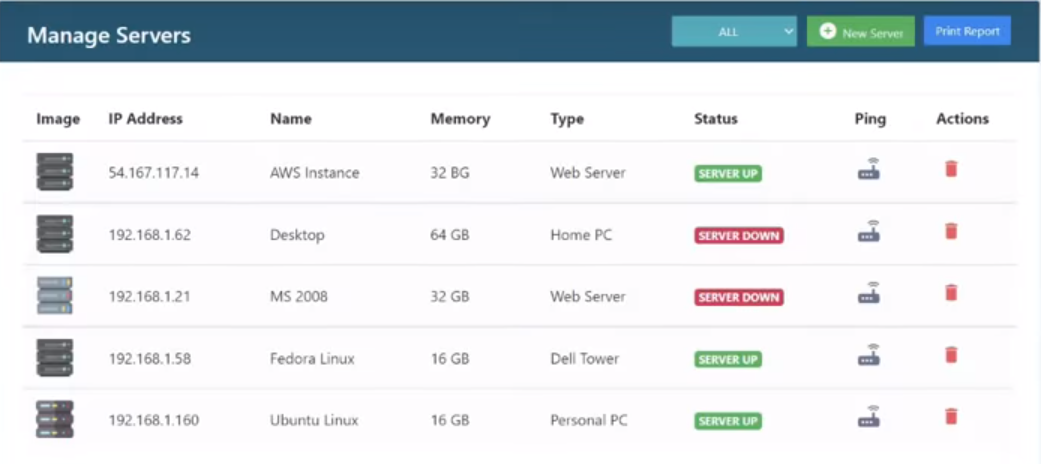 Manage Servers ALL New Server Print Report
Image IP Address Name Memory Type Status Ping Actions
54.167.117.14 AWS Instance 32 BG Web Server SERVER UP
192.168.1.62 Desktop 64 GB Home PC SERVER DOWN
192.168.1.21 MS 2008 32 GB Web Server SERVER DOWN
192.168.1.58 Fedora Linux 16 GB Dell Tower SERVER UP
192.168.1.160 Ubuntu Linux 16 GB Personal PC SERVER UP